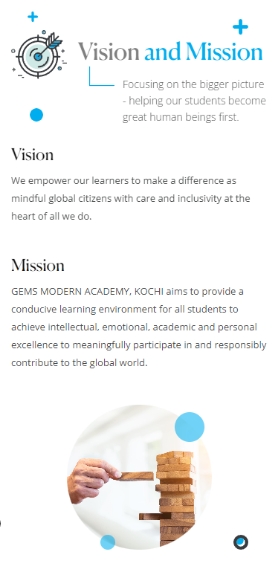 Vision and Mission
Focusing on the bigger picture
- helping our students become
great human beings first.
Vision
We empower our learners to make a difference as
mindful global citizens with care and inclusivity at the
heart of all we do.
Mission
GEMS MODERN ACADEMY, KOCHI aims to provide a
conducive learning environment for all students to
achieve intellectual, emotional, academic and personal
excellence to meaningfully participate in and responsibly
contribute to the global world.